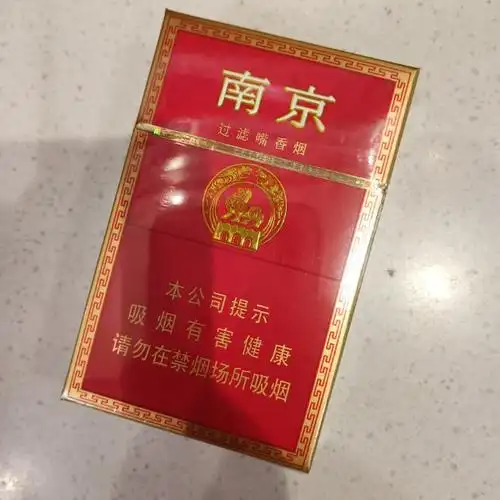 南京
过滤嘴香烟
本公司提示
吸烟有害健康
请勿在禁烟场所吸烟